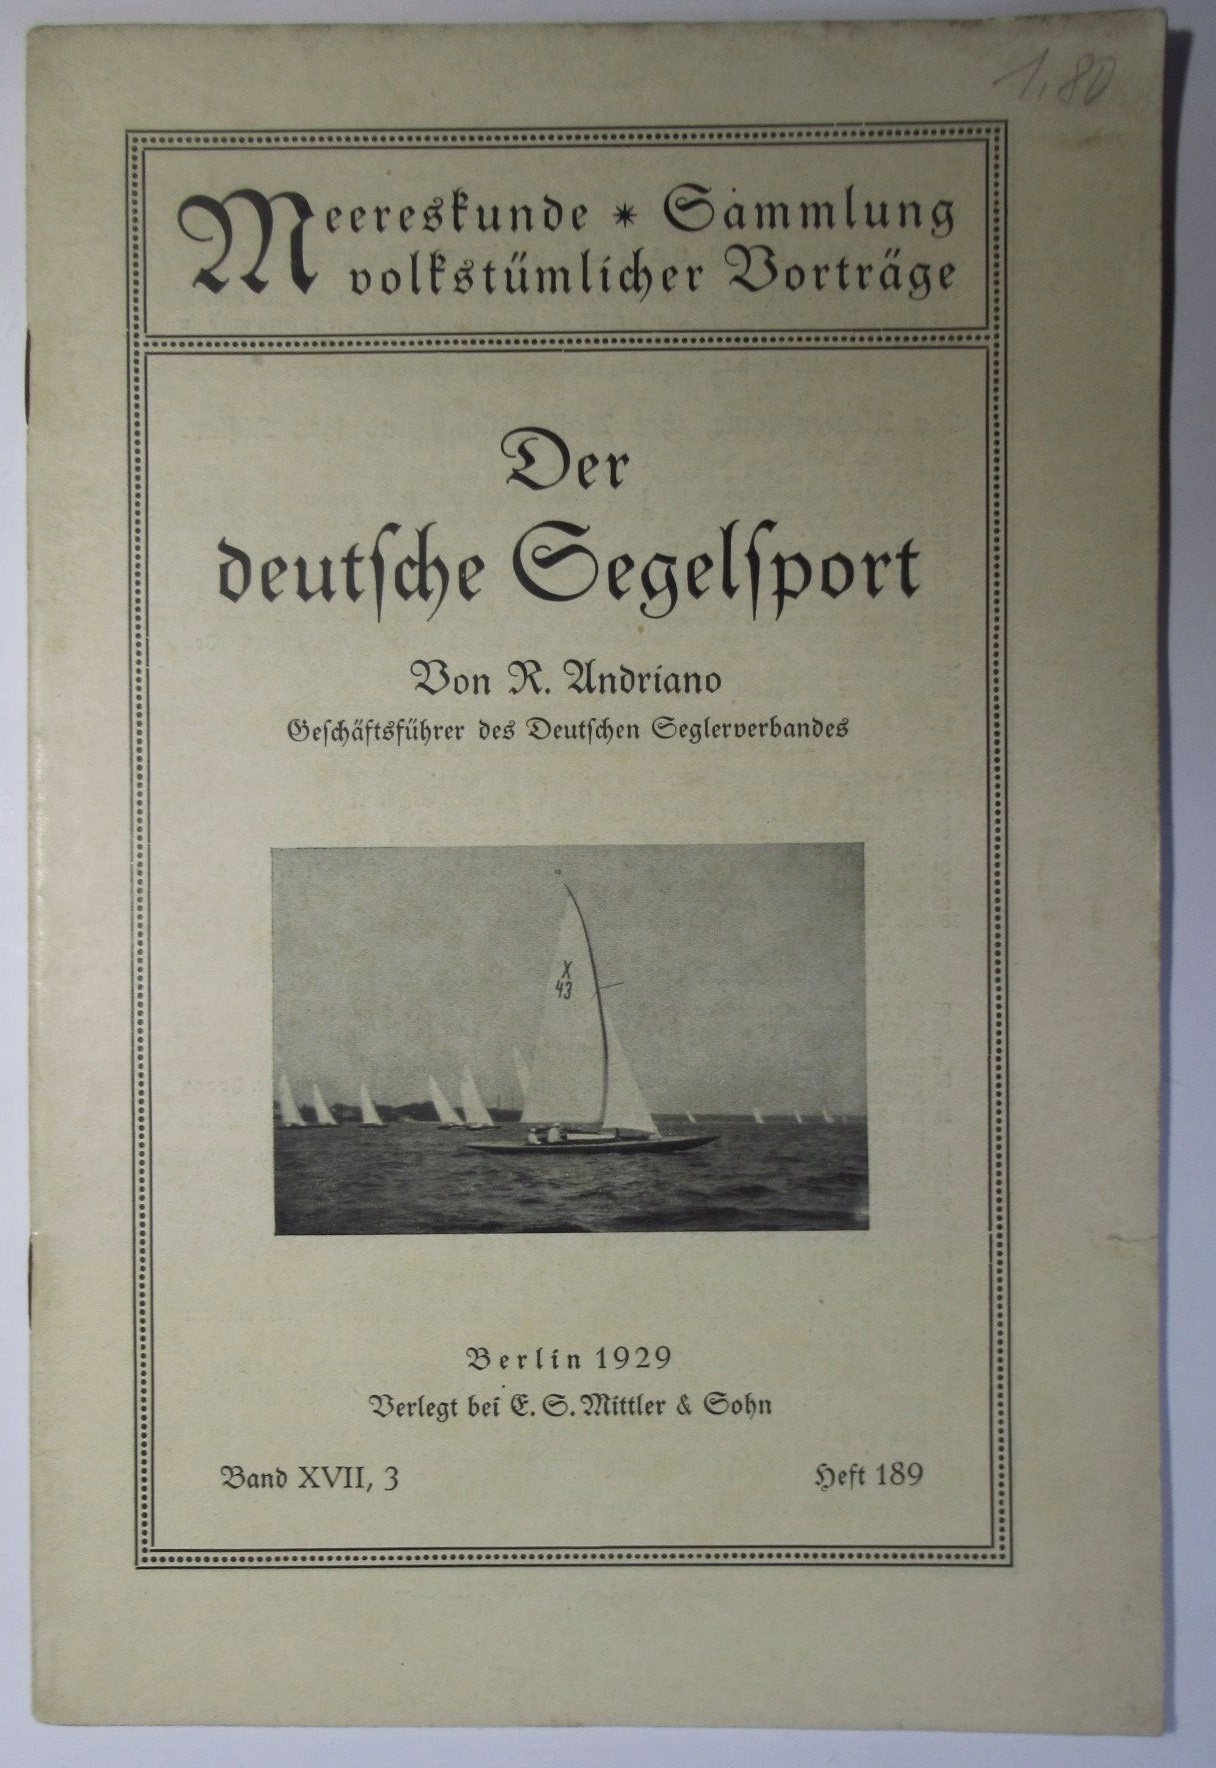 1.80
Meereskunde * Sammlung
volkstümlicher Vorträge
Der
deutſche Segelſport
Von R. Andriano
Geſchäftsführer des Deutſchen Seglerverbandes
X
43
Berlin 1929
Verlegt bei E. S. Mittler & Sohn
Band XVII, 3
Heft 189